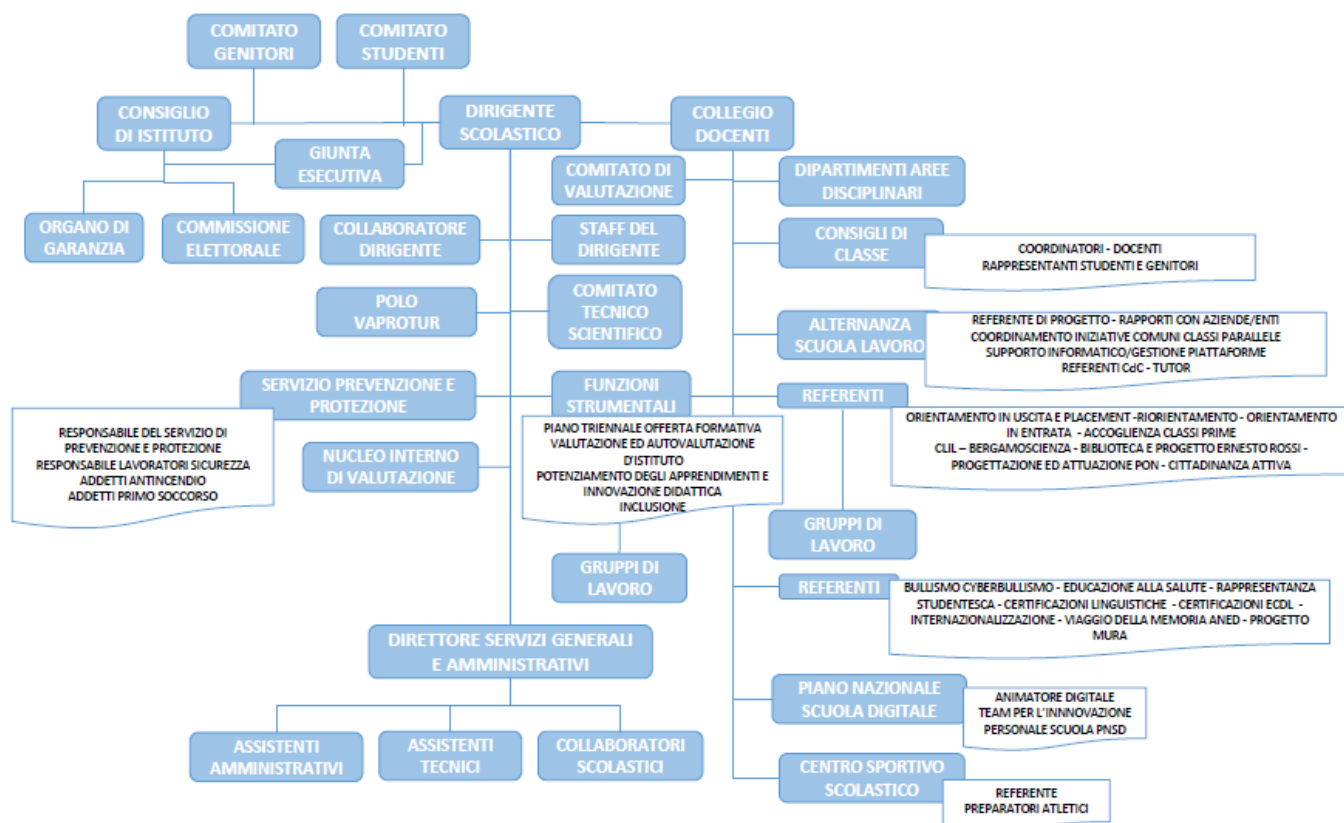 COMITATO
GENITORI
COMITATO
STUDENTI
CONSIGLIO
DI ISTITUTO
DIRIGENTE
SCOLASTICO
COLLEGIO
DOCENTI
GIUNTA
ESECUTIVA
COMITATO DI
VALUTAZIONE
DIPARTIMENTI AREE
DISCIPLINARI
ORGANO DI
GARANZIA
COMMISSIONE
ELETTORALE
COLLABORATORE
DIRIGENTE
STAFF DEL
DIRIGENTE
CONSIGLI DI
CLASSE
COORDINATORI - DOCENTI
RAPPRESENTANTI STUDENTI E GENITORI
POLO
VAPROTUR
COMITATO
TECNICO
SCIENTIFICO
ALTERNANZA
SCUOLA LAVORO
REFERENTE DI PROGETTO - RAPPORTI CON AZIENDE/ENTI
COORDINAMENTO INIZIATIVE COMUNI CLASSI PARALLELE
SUPPORTO INFORMATICO/GESTIONE PIATTAFORME
REFERENTI CdC - TUTOR
SERVIZIO PREVENZIONE E
PROTEZIONE
RESPONSABILE DEL SERVIZIO DI
PREVENZIONE E PROTEZIONE
RESPONSABILE LAVORATORI SICUREZZA
ADDETTI ANTINCENDIO
ADDETTI PRIMO SOCCORSO
FUNZIONI
STRUMENTALI
PIANO TRIENNALE OFFERTA FORMATIVA
VALUTAZIONE ED AUTOVALUTAZIONE
D'ISTITUTO
POTENZIAMENTO DEGLI APPRENDIMENTI E
INNOVAZIONE DIDATTICA
INCLUSIONE
REFERENTI
ORIENTAMENTO IN USCITA E PLACEMENT -RIORIENTAMENTO - ORIENTAMENTO
IN ENTRATA - ACCOGLIENZA CLASSI PRIME
CLIL – BERGAMOSCIENZA - BIBLIOTECA E PROGETTO ERNESTO ROSSI -
PROGETTAZIONE ED ATTUAZIONE PON - CITTADINANZA ATTIVA
NUCLEO INTERNO
DI VALUTAZIONE
GRUPPI DI
LAVORO
GRUPPI DI
LAVORO
REFERENTI
BULLISMO CYBERBULLISMO - EDUCAZIONE ALLA SALUTE - RAPPRESENTANZA
STUDENTESCA - CERTIFICAZIONI LINGUISTICHE - CERTIFICAZIONI ECDL -
INTERNAZIONALIZZAZIONE - VIAGGIO DELLA MEMORIA ANED - PROGETTO
MURA
DIRETTORE SERVIZI GENERALI
E AMMINISTRATIVI
PIANO NAZIONALE
SCUOLA DIGITALE
ANIMATORE DIGITALE
TEAM PER L'INNNOVAZIONE
PERSONALE SCUOLA PNSD
ASSISTENTI
AMMINISTRATIVI
ASSISTENTI
TECNICI
COLLABORATORI
SCOLASTICI
CENTRO SPORTIVO
SCOLASTICO
REFERENTE
PREPARATORI ATLETICI